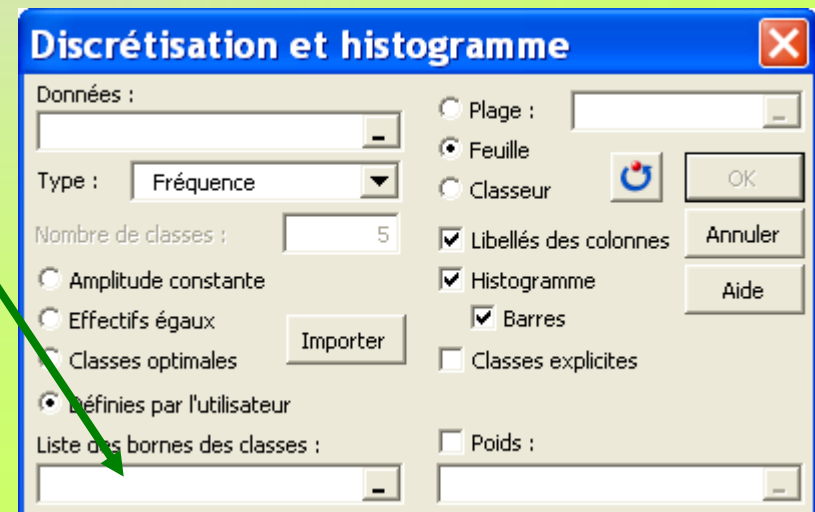 Discrétisation et histogramme
Données :
Type :
Fréquence
Nombre de classes :
5
Amplitude constante
Effectifs égaux
Classes optimales
Importer
Définies par l'utilisateur
Liste des bornes des classes :
Plage :
Feuille
Classeur
OK
Libellés des colonnes
Annuler
Histogramme
Aide
Barres
Classes explicites
Poids :